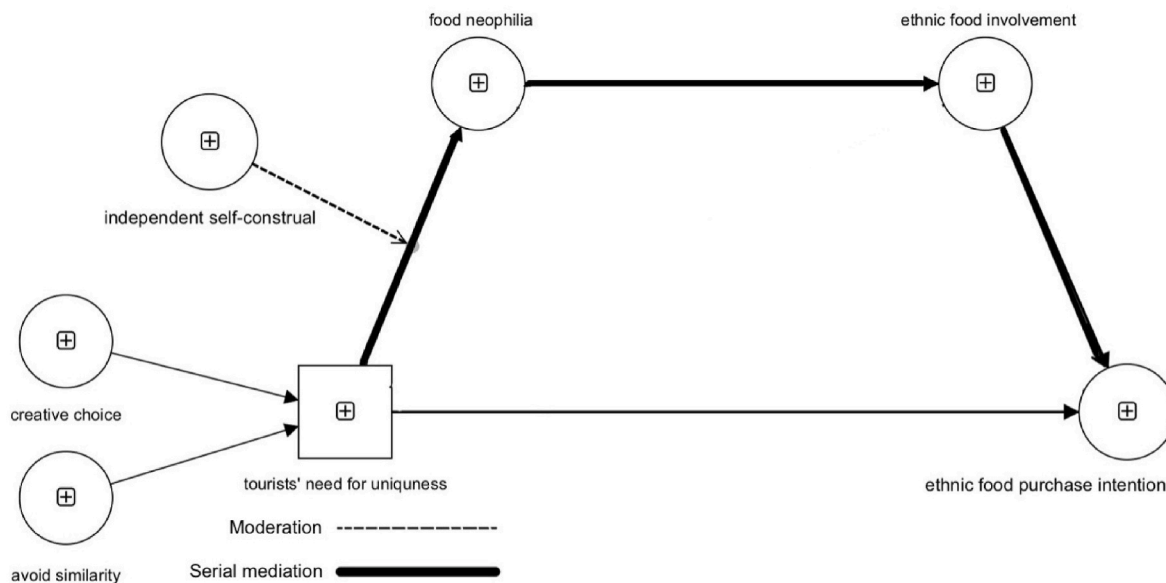 food neophilia
ethnic food involvement
independent self-construal
creative choice
tourists' need for uniquness
ethnic food purchase intention
Moderation
avoid similarity
Serial mediation